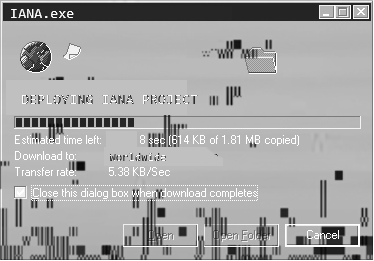 IANA.exe
DEPLOYING IANA PROJECT
Estimated time left: 8 sec (614 KB of 1.81 MB copied)
Download to: Worldwide
Transfer rate: 5.38 KB/Sec
Close this dialog box when download completes
Open Open Folder Cancel